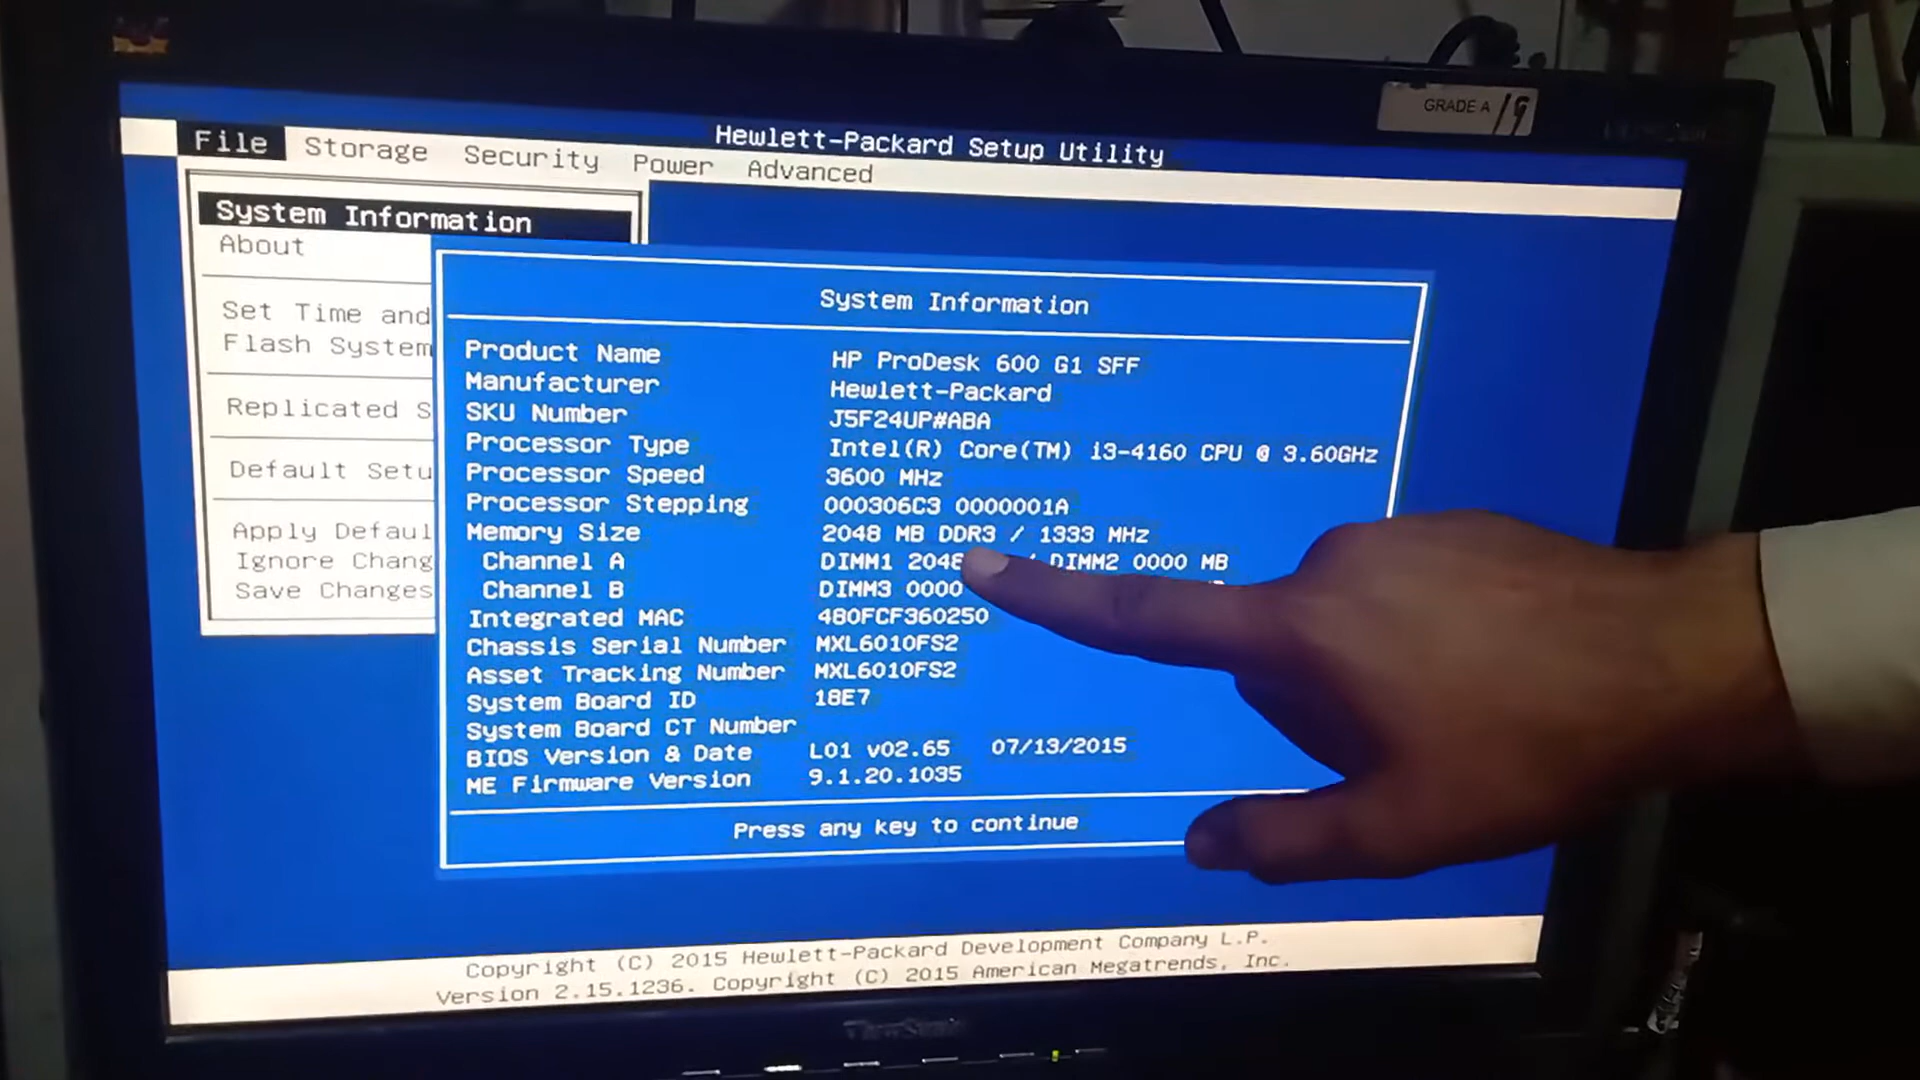 GRADE A 19
Hewlett-Packard Setup Utility
File Storage Security Power Advanced
System Information
About
Set Time and
Flash System
Replicated S
Default Setu
Apply Defaul
Ignore Chang
Save Changes
System Information
Product Name HP ProDesk 600 G1 SFF
Manufacturer Hewlett-Packard
SKU Number J5F24UP#ABA
Processor Type Intel(R) Core(TM) i3-4160 CPU @ 3.60GHz
Processor Speed 3600 MHz
Processor Stepping 000306C3 0000001A
Memory Size 2048 MB DDR3 / 1333 MHz
Channel A DIMM1 2048 / DIMM2 0000 MB
Channel B DIMM3 0000
Integrated MAC 480FCF360250
Chassis Serial Number MXL6010FS2
Asset Tracking Number MXL6010FS2
System Board ID 18E7
System Board CT Number
BIOS Version & Date L01 v02.65 07/13/2015
ME Firmware Version 9.1.20.1035
Press any key to continue
Copyright (C) 2015 Hewlett-Packard Development Company L.P.
Version 2.15.1236. Copyright (C) 2015 American Megatrends, Inc.
ViewSonic